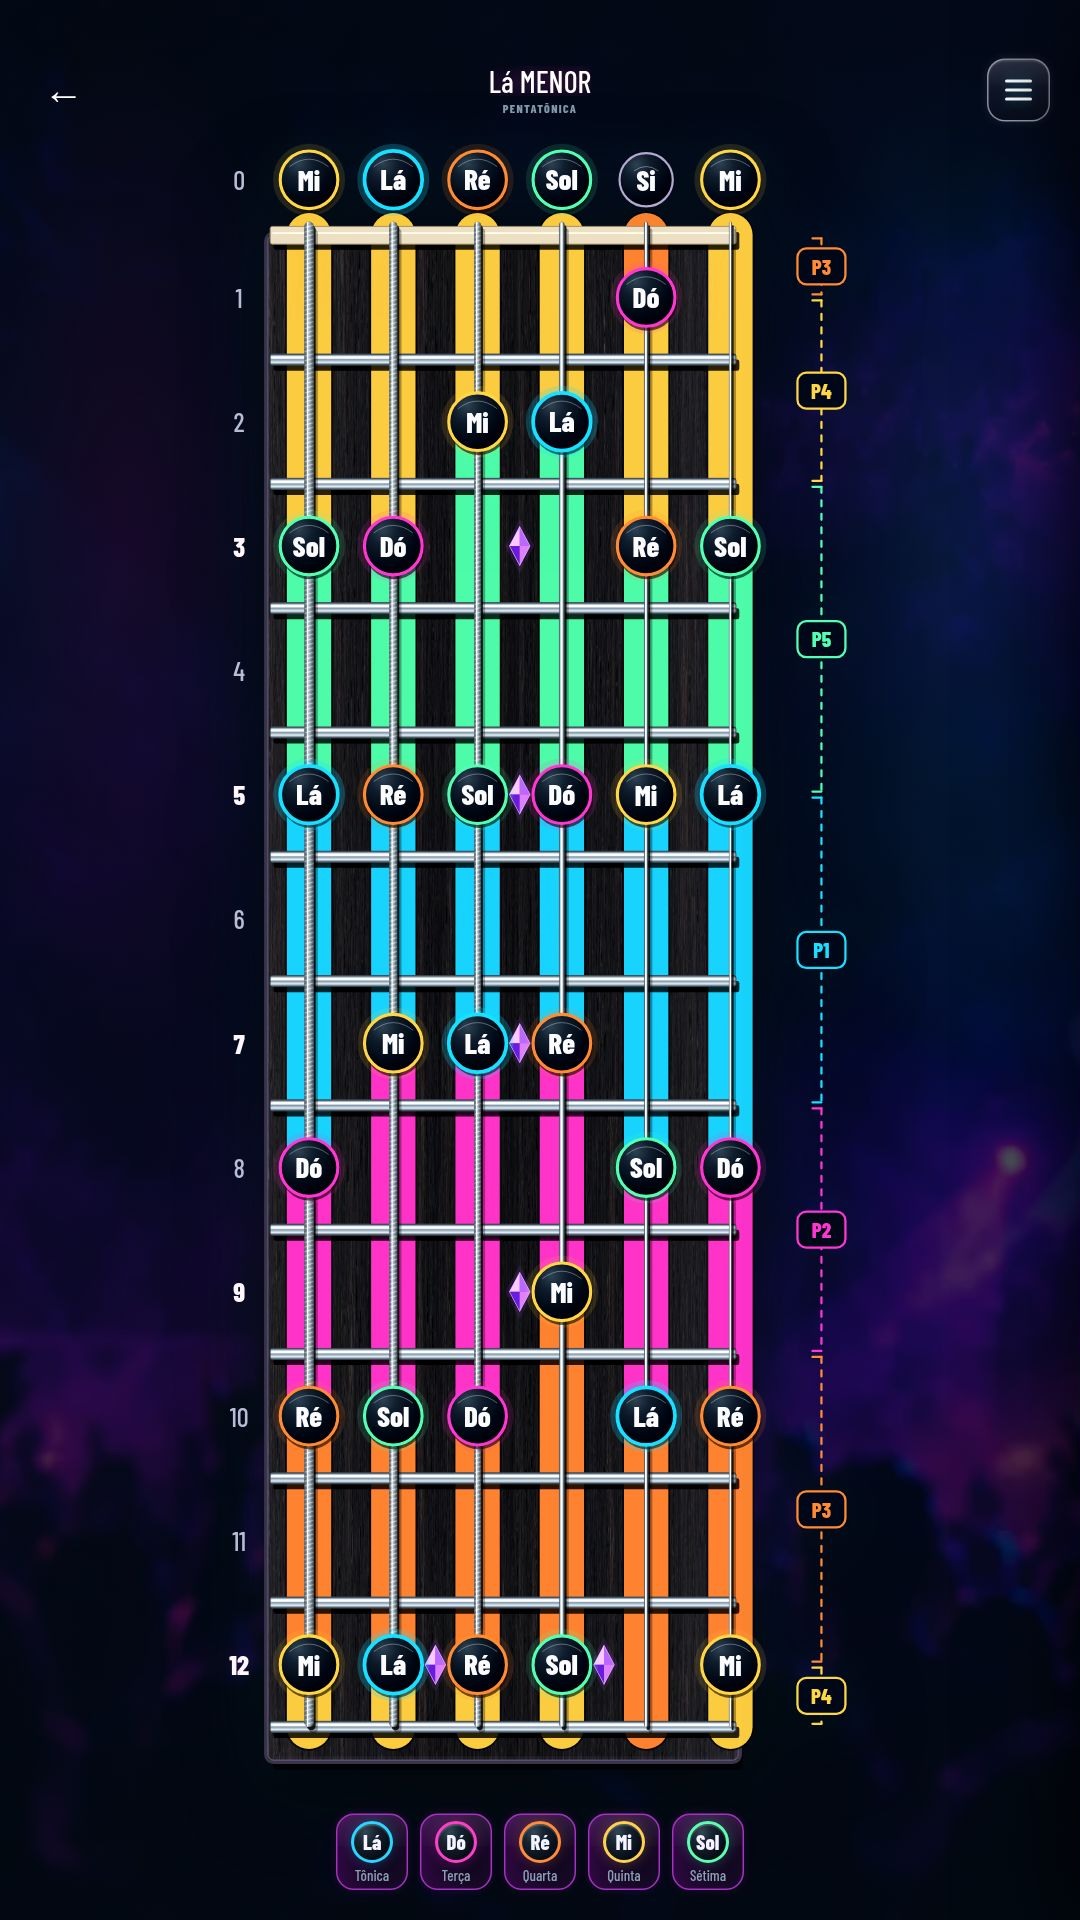 ←
Lá MENOR
PENTATÔNICA
0 Mi Lá Ré Sol Si Mi
P3
1 Dó
P4
2 Mi Lá
3 Sol Dó Ré Sol
P5
4
5 Lá Ré Sol Dó Mi Lá
6
P1
7 Mi Lá Ré
8 Dó Sol Dó
P2
9 Mi
10 Ré Sol Dó Lá Ré
P3
11
12 Mi Lá Ré Sol Mi
P4
Lá Dó Ré Mi Sol
Tônica Terça Quarta Quinta Sétima